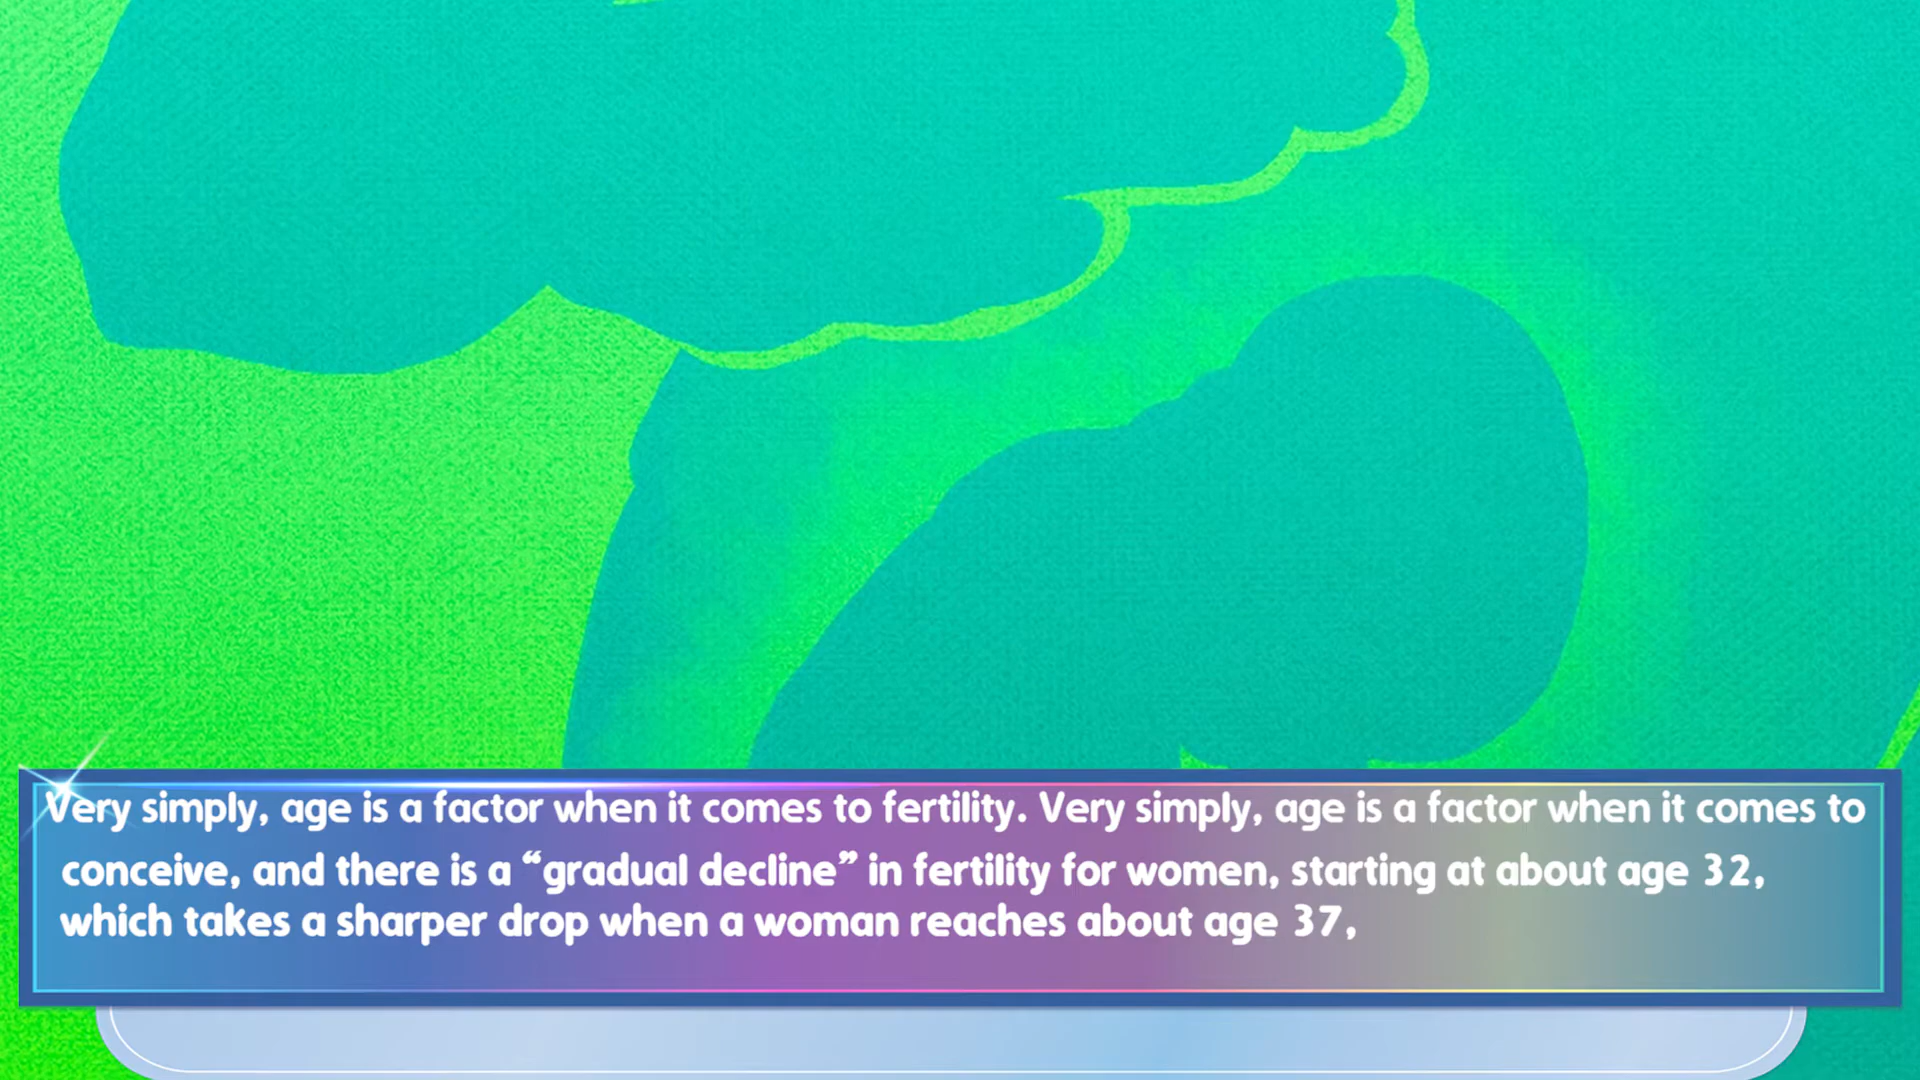 Very simply, age is a factor when it comes to fertility. Very simply, age is a factor when it comes to
conceive, and there is a “gradual decline” in fertility for women, starting at about age 32,
which takes a sharper drop when a woman reaches about age 37,